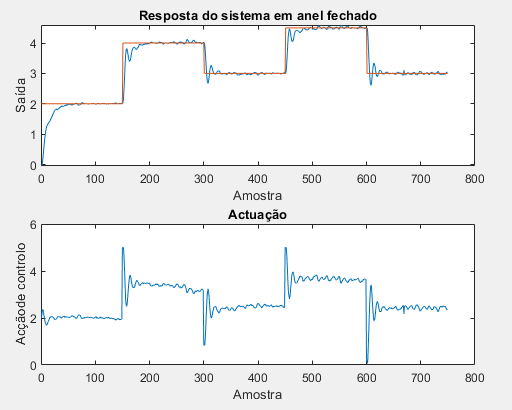 Resposta do sistema em anel fechado
4
3
2
1
0
Saída
0 100 200 300 400 500 600 700 800
Amostra
Actuação
6
4
2
0
Acçãode controlo
0 100 200 300 400 500 600 700 800
Amostra